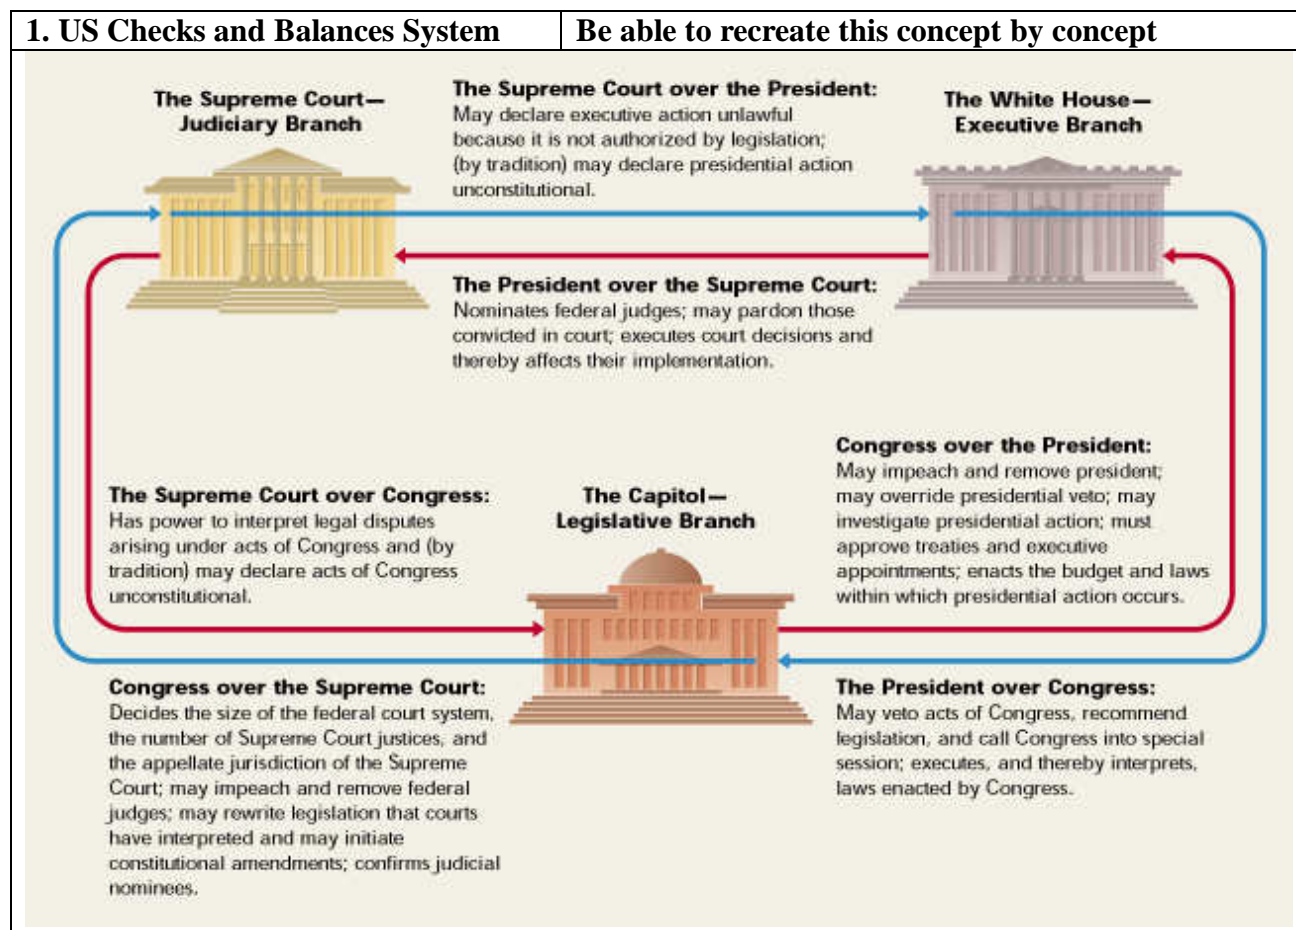 1. US Checks and Balances System
Be able to recreate this concept by concept
The Supreme Court—
Judiciary Branch
The Supreme Court over the President:
May declare executive action unlawful
because it is not authorized by legislation;
(by tradition) may declare presidential action
unconstitutional.
The White House—
Executive Branch
The President over the Supreme Court:
Nominates federal judges; may pardon those
convicted in court; executes court decisions and
thereby affects their implementation.
Congress over the President:
May impeach and remove president;
may override presidential veto; may
investigate presidential action; must
approve treaties and executive
appointments; enacts the budget and laws
within which presidential action occurs.
The Supreme Court over Congress:
Has power to interpret legal disputes
arising under acts of Congress and (by
tradition) may declare acts of Congress
unconstitutional.
The Capitol—
Legislative Branch
Congress over the Supreme Court:
Decides the size of the federal court system,
the number of Supreme Court justices, and
the appellate jurisdiction of the Supreme
Court; may impeach and remove federal
judges; may rewrite legislation that courts
have interpreted and may initiate
constitutional amendments; confirms judicial
nominees.
The President over Congress:
May veto acts of Congress, recommend
legislation, and call Congress into special
session; executes, and thereby interprets,
laws enacted by Congress.